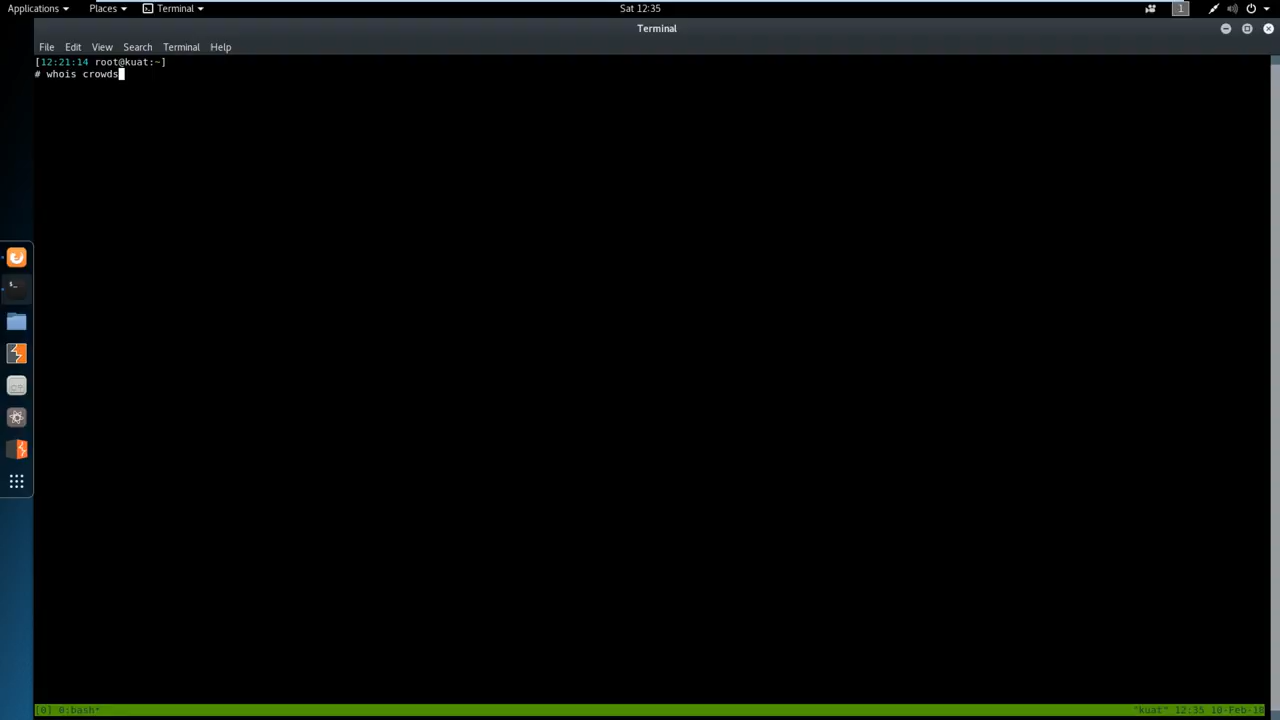 Applications Places Terminal Sat 12:35 1
Terminal
File Edit View Search Terminal Help
[12:21:14 root@kuat:~]
# whois crowds
$_
[0] 0:bash* "kuat" 12:35 10-Feb-18